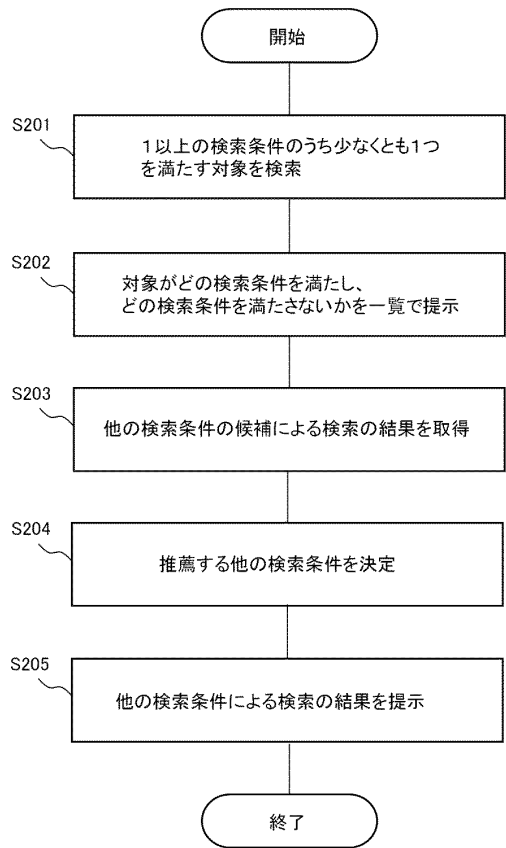 開始
S201
1以上の検索条件のうち少なくとも1つ
を満たす対象を検索
S202
対象がどの検索条件を満たし、
どの検索条件を満たさないかを一覧で提示
S203
他の検索条件の候補による検索の結果を取得
S204
推薦する他の検索条件を決定
S205
他の検索条件による検索の結果を提示
終了